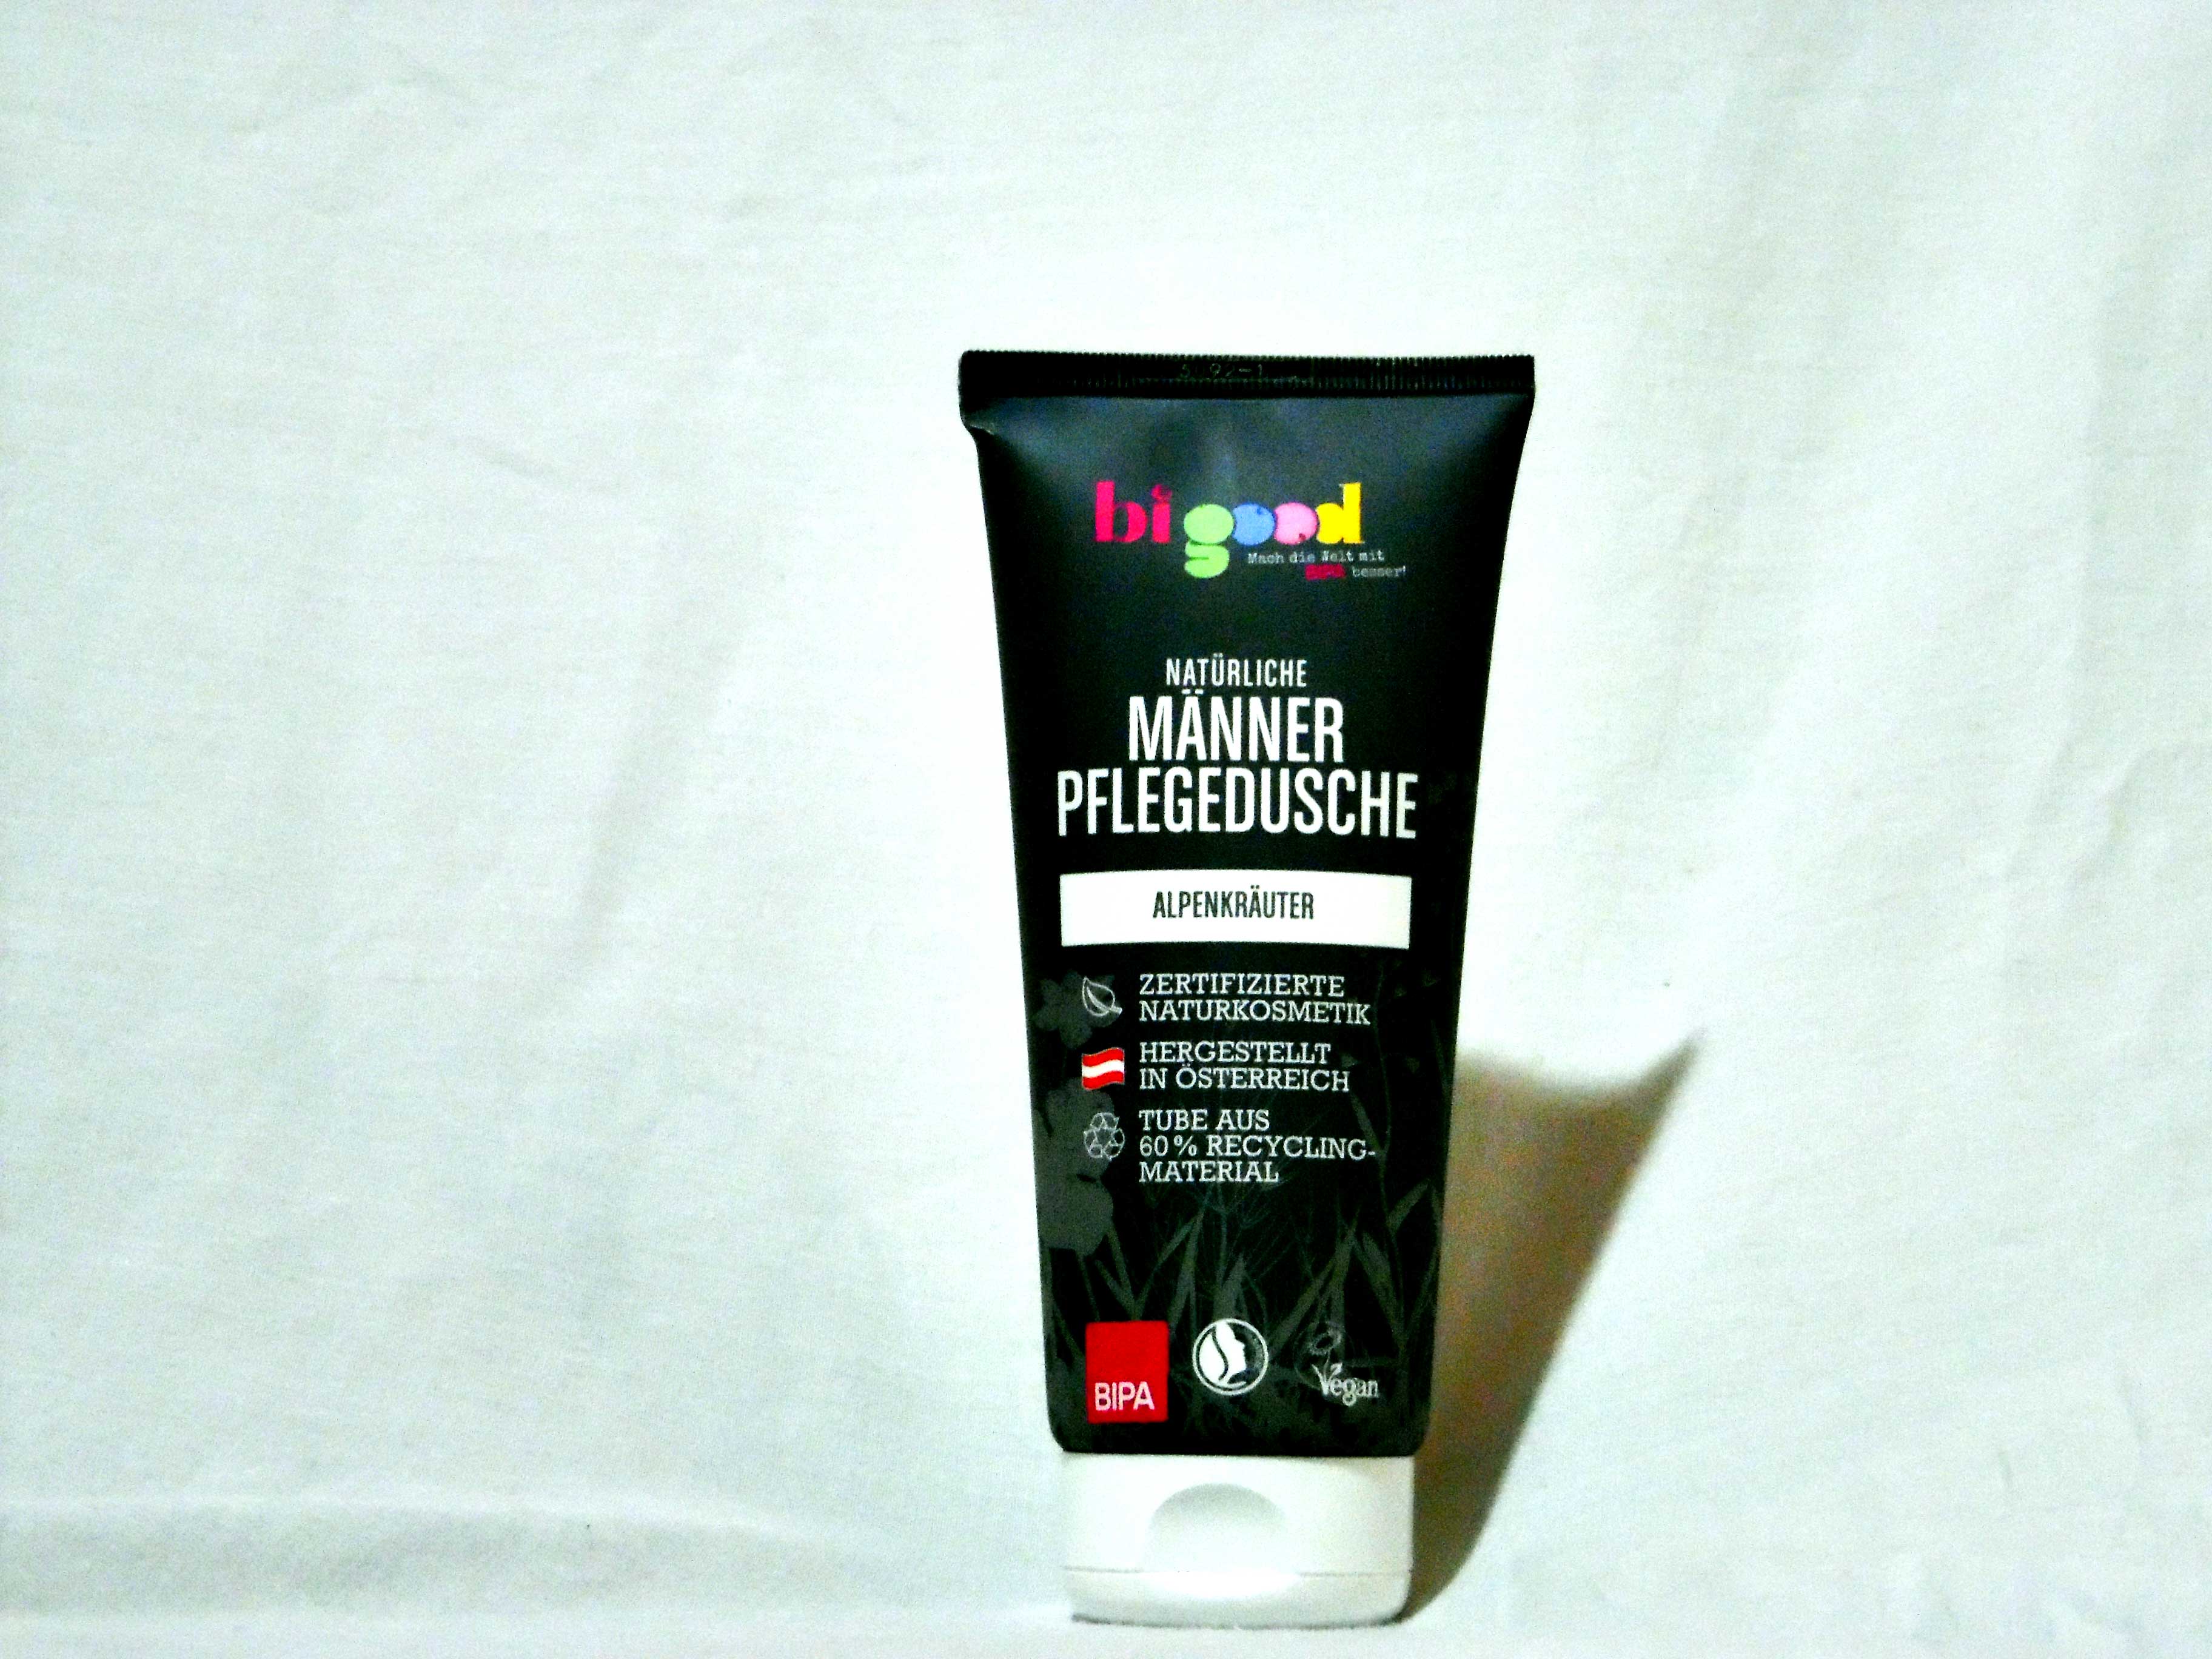 bi good
Mach die Welt mit
BIPA besser!
NATÜRLICHE
MÄNNER
PFLEGEDUSCHE
ALPENKRÄUTER
ZERTIFIZIERTE
NATURKOSMETIK
HERGESTELLT
IN ÖSTERREICH
TUBE AUS
60% RECYCLING-
MATERIAL
BIPA
Vegan